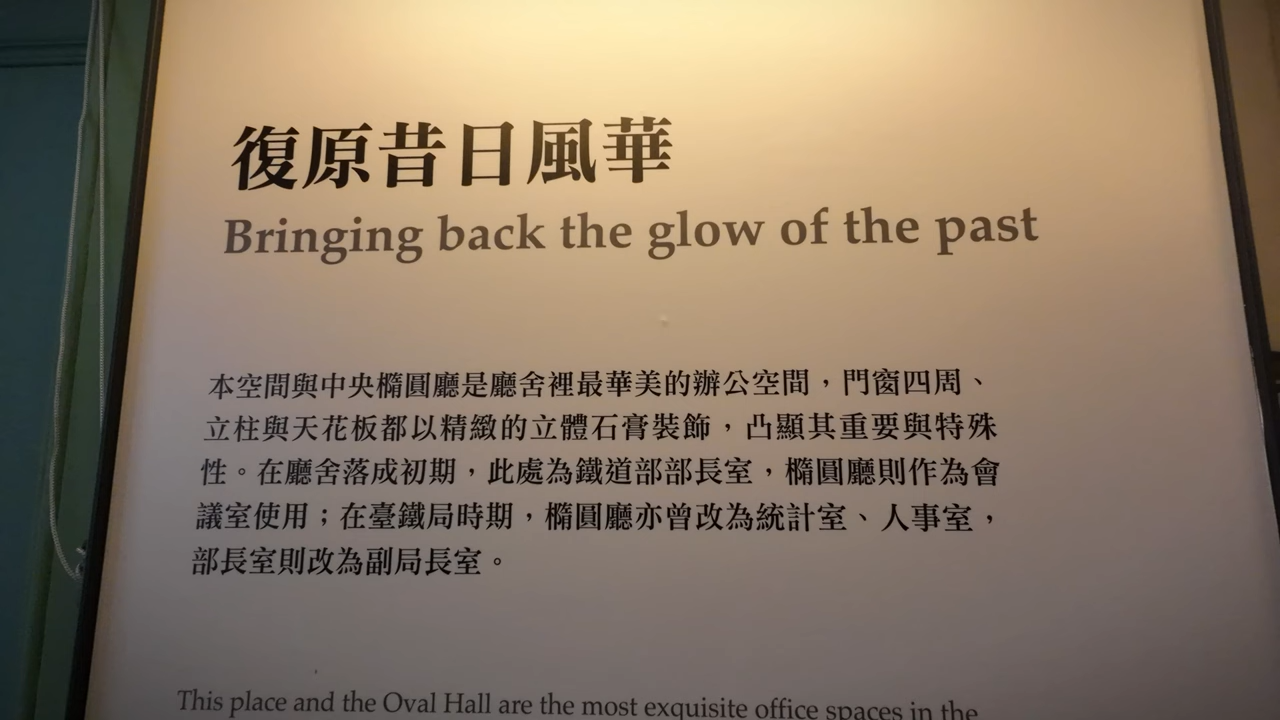 復原昔日風華
Bringing back the glow of the past
本空間與中央橢圓廳是廳舍裡最華美的辦公空間，門窗四周、
立柱與天花板都以精緻的立體石膏裝飾，凸顯其重要與特殊
性。在廳舍落成初期，此處為鐵道部部長室，橢圓廳則作為會
議室使用；在臺鐵局時期，橢圓廳亦曾改為統計室、人事室，
部長室則改為副局長室。
This place and the Oval Hall are the most exquisite office spaces in the